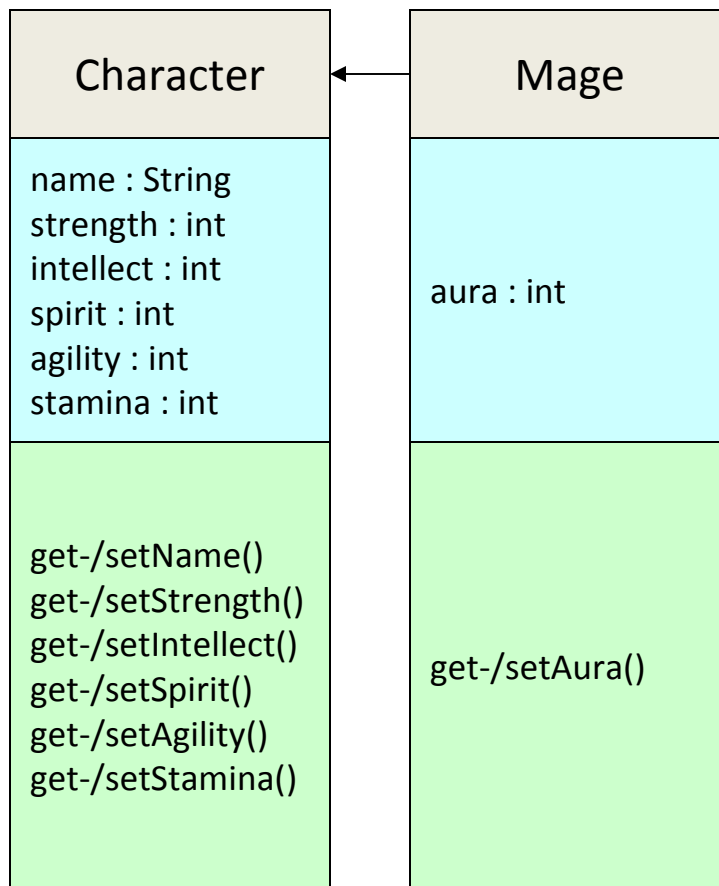 Character
name : String
strength : int
intellect : int
spirit : int
agility : int
stamina : int
get-/setName()
get-/setStrength()
get-/setIntellect()
get-/setSpirit()
get-/setAgility()
get-/setStamina()
Mage
aura : int
get-/setAura()